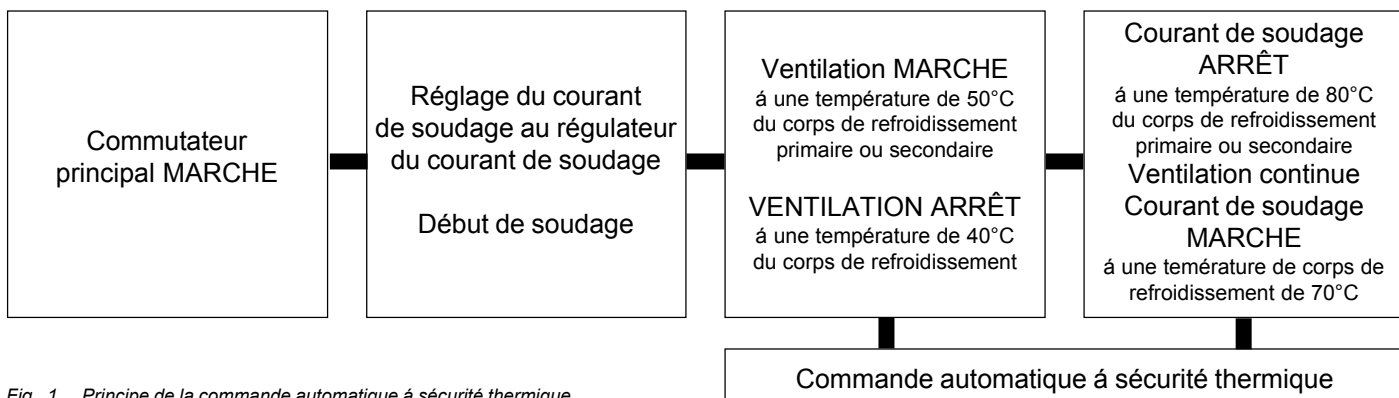 Commutateur
principal MARCHE
Réglage du courant
de soudage au régulateur
du courant de soudage
Début de soudage
Ventilation MARCHE
á une température de 50°C
du corps de refroidissement
primaire ou secondaire
VENTILATION ARRÊT
á une température de 40°C
du corps de refroidissement
Courant de soudage
ARRÊT
á une température de 80°C
du corps de refroidissement
primaire ou secondaire
Ventilation continue
Courant de soudage
MARCHE
á une temérature de corps de
refroidissement de 70°C
Commande automatique á sécurité thermique
Fig. 1 Principe de la commande automatique á sécurité thermique